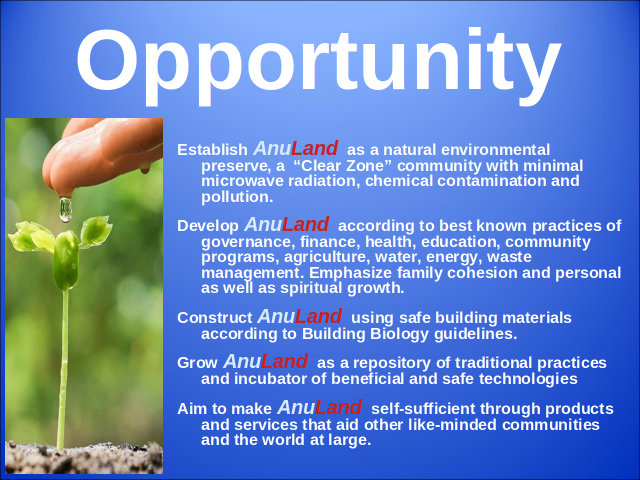 Opportunity
Establish AnuLand as a natural environmental
preserve, a “Clear Zone” community with minimal
microwave radiation, chemical contamination and
pollution.
Develop AnuLand according to best known practices of
governance, finance, health, education, community
programs, agriculture, water, energy, waste
management. Emphasize family cohesion and personal
as well as spiritual growth.
Construct AnuLand using safe building materials
according to Building Biology guidelines.
Grow AnuLand as a repository of traditional practices
and incubator of beneficial and safe technologies
Aim to make AnuLand self-sufficient through products
and services that aid other like-minded communities
and the world at large.